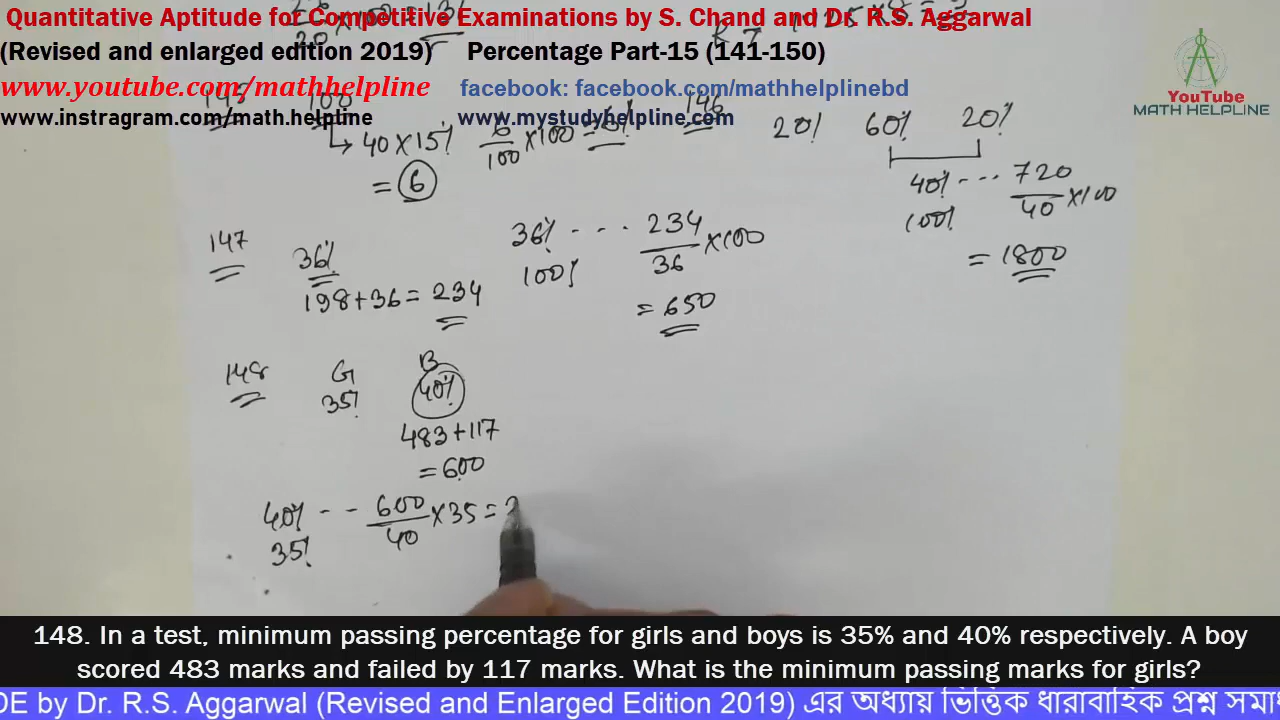 Quantitative Aptitude for Competitive Examinations by S. Chand and Dr. R.S. Aggarwal
(Revised and enlarged edition 2019) Percentage Part-15 (141-150)
www.youtube.com/mathhelpline facebook: facebook.com/mathhelplinebd
www.instragram.com/math.helpline www.mystudyhelpline.com
YouTube
MATH HELPLINE
100
40×15%
= 6
6/100 ×100 = 6%
146
20% 60% 20%
40% --- 720/40 ×100
100%
= 1800
147
36%
198+36 = 234
36% --- 234/36 ×100
100%
= 650
148
G B
35% 40%
483+117
= 600
40% -- 600/40 ×35 =
35%
148. In a test, minimum passing percentage for girls and boys is 35% and 40% respectively. A boy
scored 483 marks and failed by 117 marks. What is the minimum passing marks for girls?
DE by Dr. R.S. Aggarwal (Revised and Enlarged Edition 2019) এর অধ্যায় ভিত্তিক ধারাবাহিক প্রশ্ন সমা